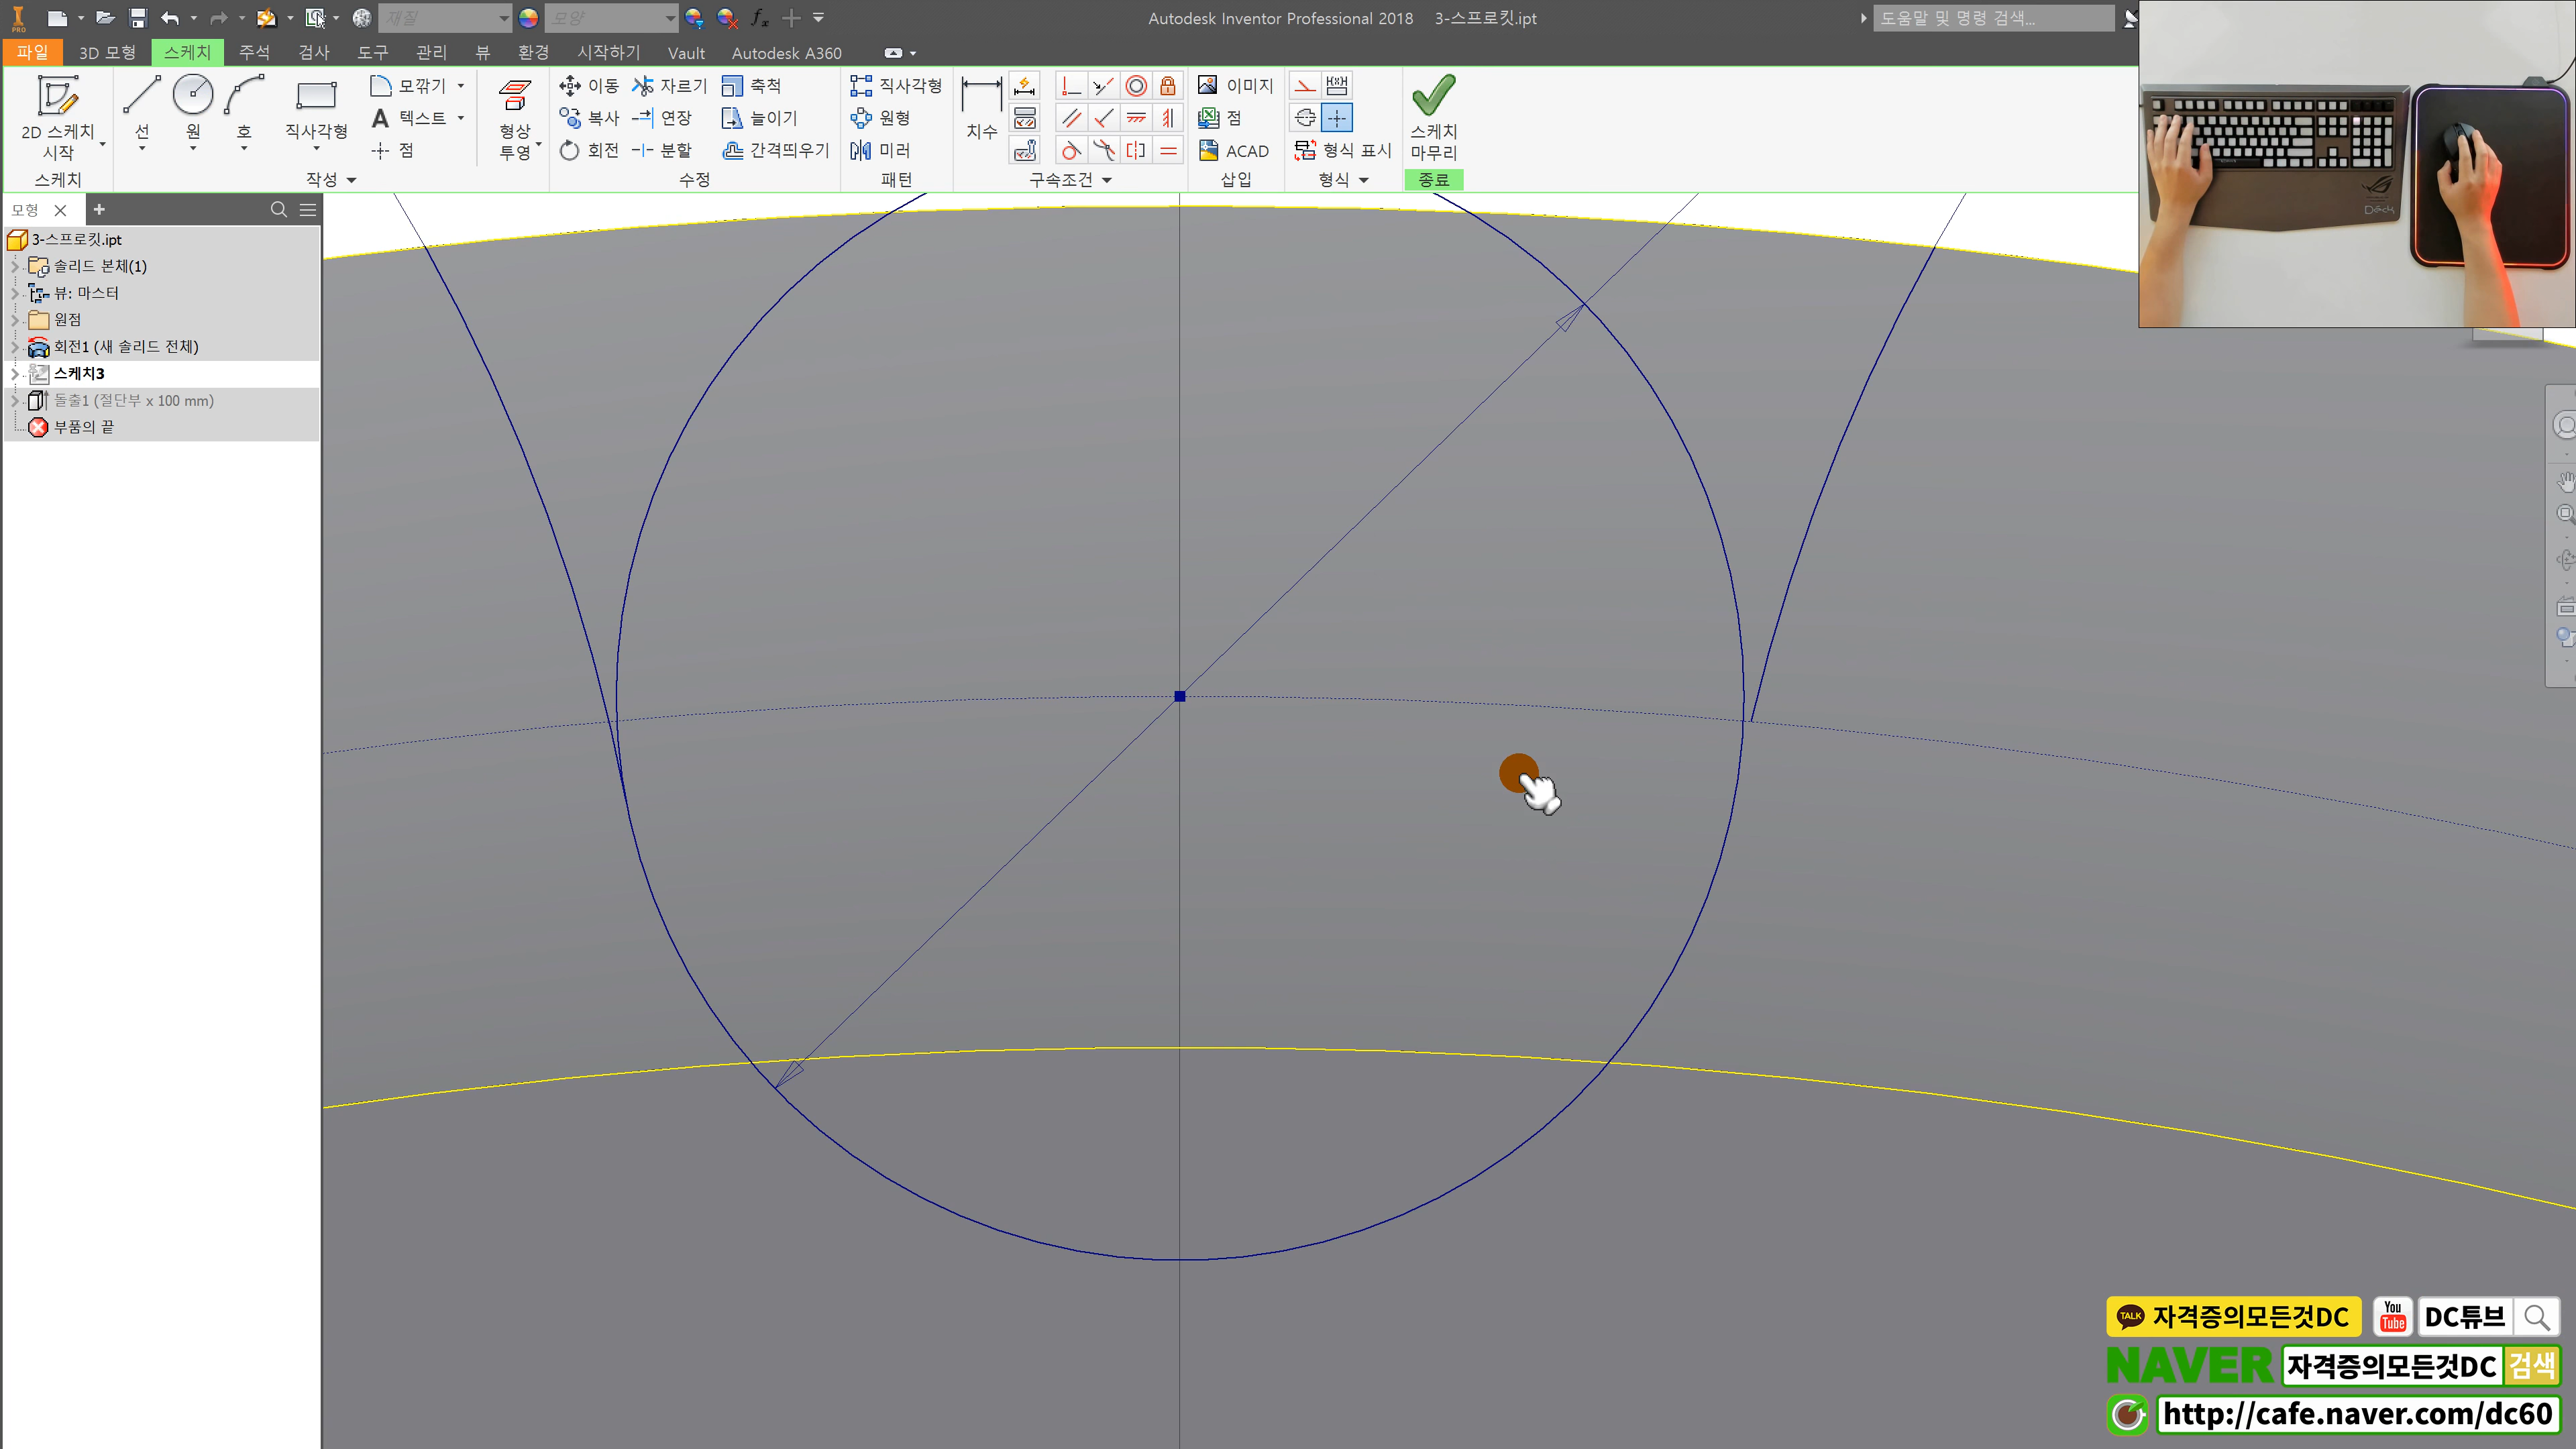 재질
모양
Autodesk Inventor Professional 2018 3-스프로킷.ipt
도움말 및 명령 검색...
PRO
파일 3D 모형 스케치 주석 검사 도구 관리 뷰 환경 시작하기 Vault Autodesk A360
2D 스케치
시작
스케치
선 원 호 직사각형
모깎기
텍스트
점
작성
형상
투영
이동 자르기 축척
복사 연장 늘이기
회전 분할 간격띄우기
수정
직사각형
원형
미러
패턴
치수
구속조건
이미지
점
ACAD
삽입
형식 표시
형식
스케치
마무리
종료
모형
3-스프로킷.ipt
솔리드 본체(1)
뷰: 마스터
원점
회전1 (새 솔리드 전체)
스케치3
돌출1 (절단부 x 100 mm)
부품의 끝
TALK 자격증의모든것DC
You Tube DC튜브
NAVER 자격증의모든것DC 검색
http://cafe.naver.com/dc60